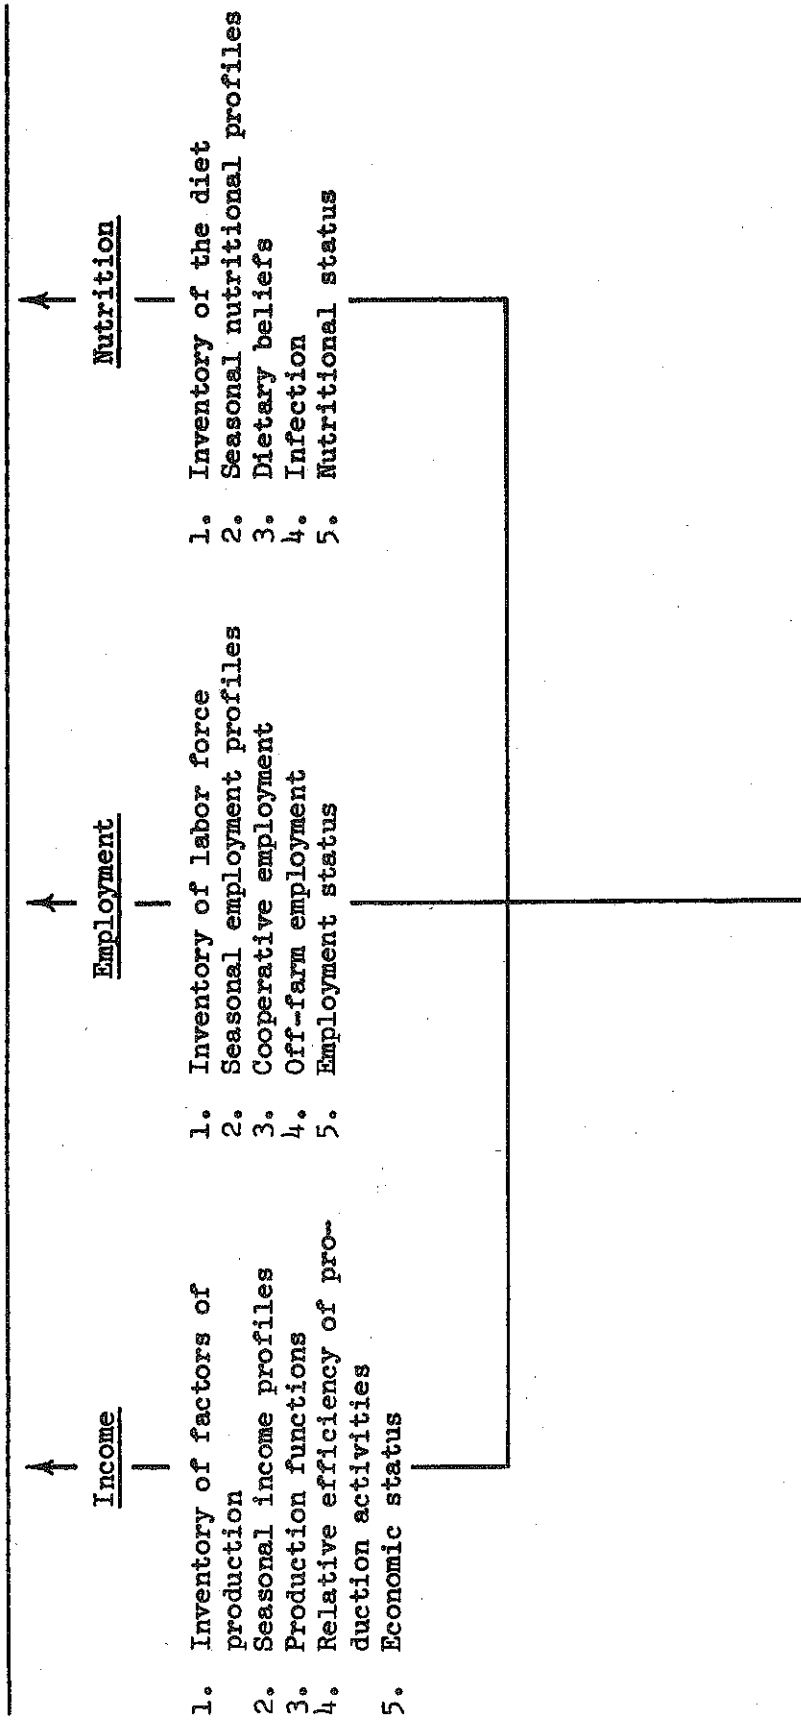 Income
1. Inventory of factors of
production
2. Seasonal income profiles
3. Production functions
4. Relative efficiency of pro-
duction activities
5. Economic status
Employment
1. Inventory of labor force
2. Seasonal employment profiles
3. Cooperative employment
4. Off-farm employment
5. Employment status
Nutrition
1. Inventory of the diet
2. Seasonal nutritional profiles
3. Dietary beliefs
4. Infection
5. Nutritional status